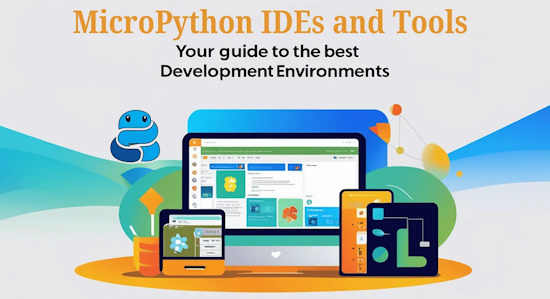 MicroPython IDEs and Tools
Your guide to the best
Development Environments